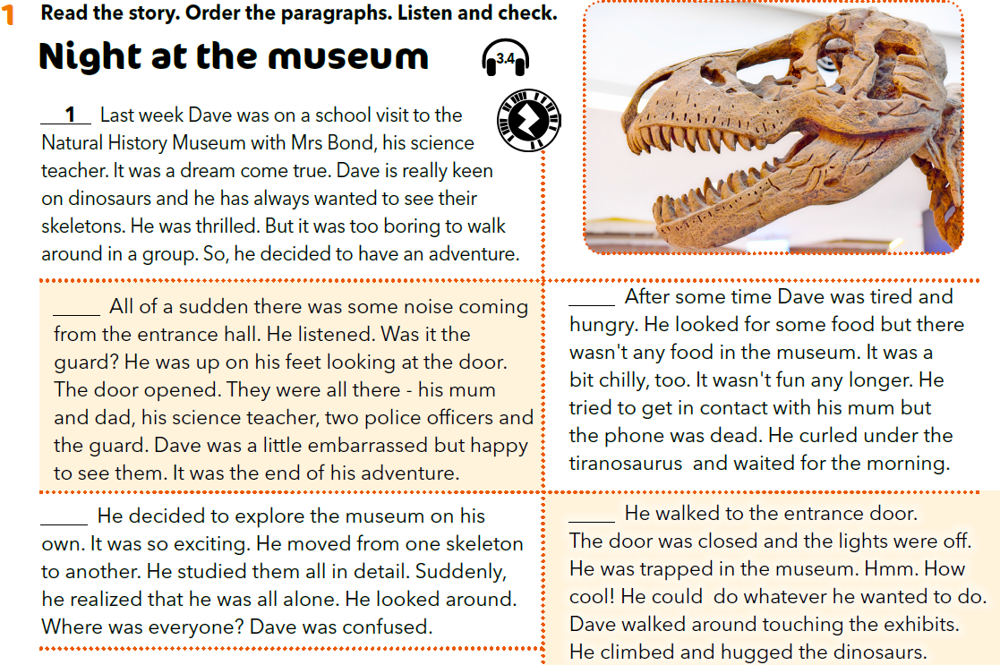 1 Read the story. Order the paragraphs. Listen and check.
Night at the museum
3.4
__1__ Last week Dave was on a school visit to the
Natural History Museum with Mrs Bond, his science
teacher. It was a dream come true. Dave is really keen
on dinosaurs and he has always wanted to see their
skeletons. He was thrilled. But it was too boring to walk
around in a group. So, he decided to have an adventure.
____ All of a sudden there was some noise coming
from the entrance hall. He listened. Was it the
guard? He was up on his feet looking at the door.
The door opened. They were all there - his mum
and dad, his science teacher, two police officers and
the guard. Dave was a little embarrassed but happy
to see them. It was the end of his adventure.
____ After some time Dave was tired and
hungry. He looked for some food but there
wasn't any food in the museum. It was a
bit chilly, too. It wasn't fun any longer. He
tried to get in contact with his mum but
the phone was dead. He curled under the
tiranosaurus and waited for the morning.
____ He decided to explore the museum on his
own. It was so exciting. He moved from one skeleton
to another. He studied them all in detail. Suddenly,
he realized that he was all alone. He looked around.
Where was everyone? Dave was confused.
____ He walked to the entrance door.
The door was closed and the lights were off.
He was trapped in the museum. Hmm. How
cool! He could do whatever he wanted to do.
Dave walked around touching the exhibits.
He climbed and hugged the dinosaurs.